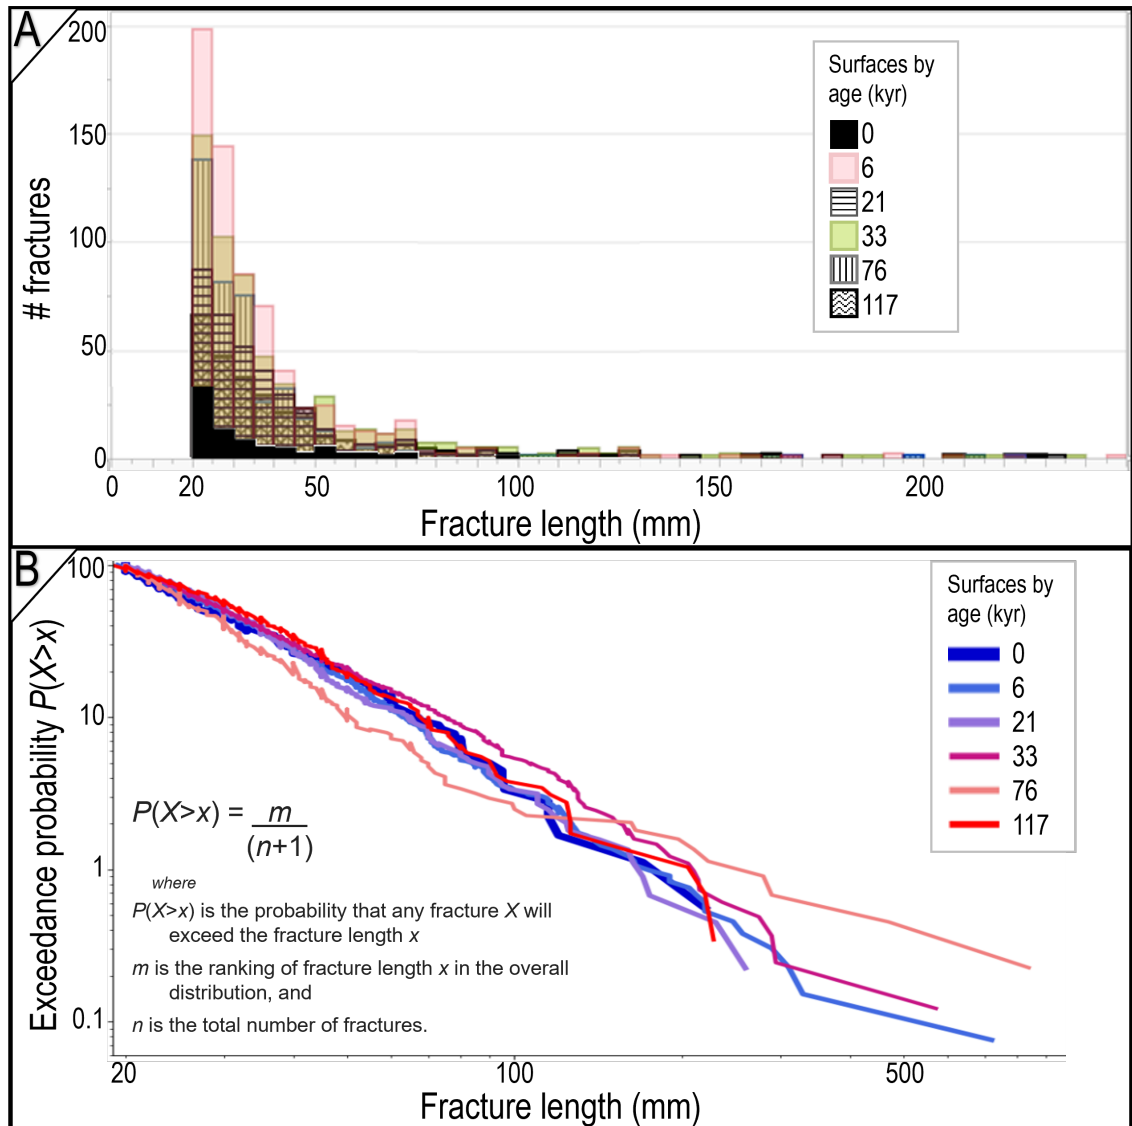 A
200
150
100
50
0
# fractures
Surfaces by
age (kyr)
0
6
21
33
76
117
0 20 50 100 150 200
Fracture length (mm)
B
100
10
1
0.1
Exceedance probability P(X>x)
Surfaces by
age (kyr)
0
6
21
33
76
117
P(X>x) = m
(n+1)
where
P(X>x) is the probability that any fracture X will
exceed the fracture length x
m is the ranking of fracture length x in the overall
distribution, and
n is the total number of fractures.
20 100 500
Fracture length (mm)